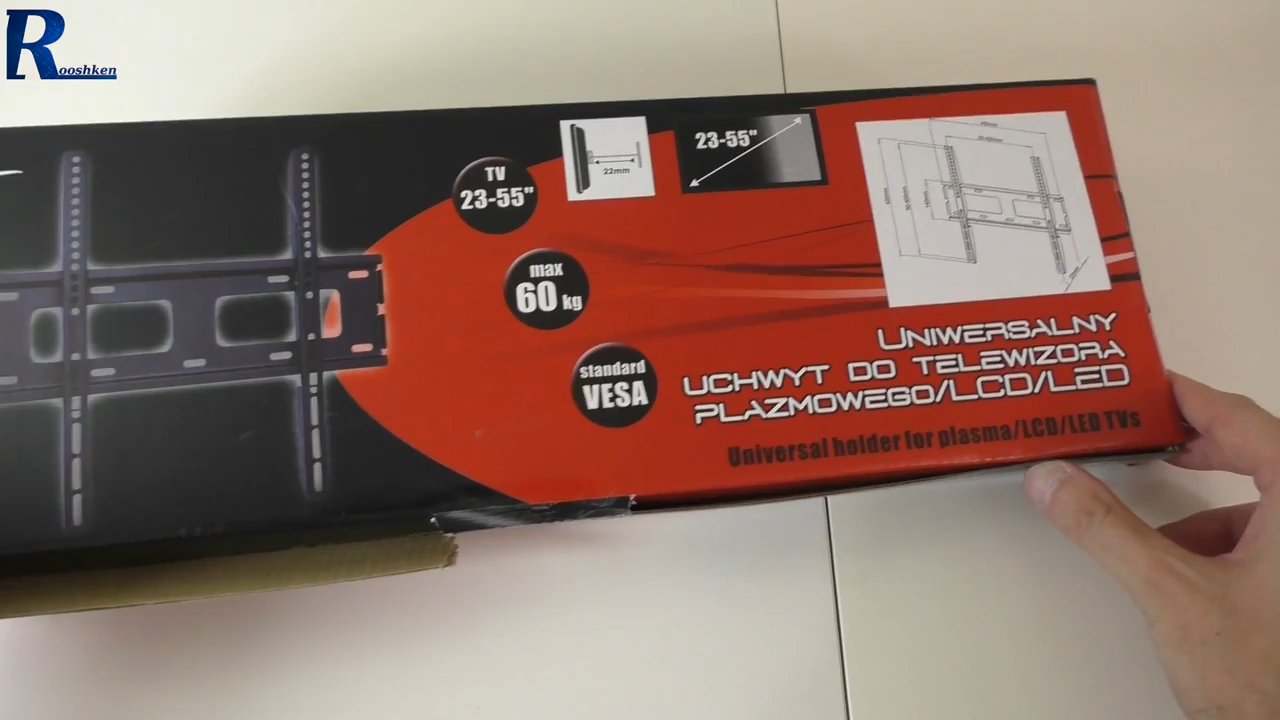 Rooshken
TV
23-55"
22mm
23-55"
max
60 kg
standard
VESA
UNIWERSALNY
UCHWYT DO TELEWIZORA
PLAZMOWEGO/LCD/LED
Universal holder for plasma/LCD/LED TVs